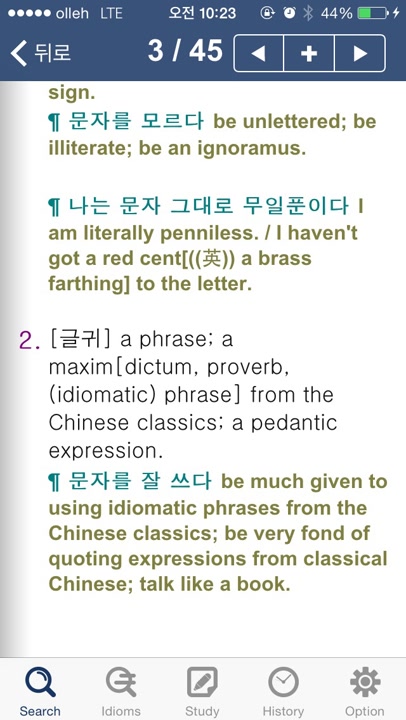 olleh LTE 오전 10:23 44%
뒤로 3 / 45
sign.
¶ 문자를 모르다 be unlettered; be
illiterate; be an ignoramus.
¶ 나는 문자 그대로 무일푼이다 I
am literally penniless. / I haven't
got a red cent[((英)) a brass
farthing] to the letter.
2. [글귀] a phrase; a
maxim[dictum, proverb,
(idiomatic) phrase] from the
Chinese classics; a pedantic
expression.
¶ 문자를 잘 쓰다 be much given to
using idiomatic phrases from the
Chinese classics; be very fond of
quoting expressions from classical
Chinese; talk like a book.
Search Idioms Study History Option